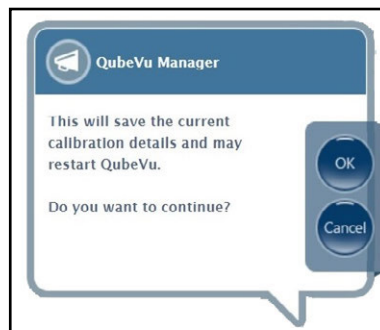 QubeVu Manager
This will save the current
calibration details and may
restart QubeVu.
Do you want to continue?
OK
Cancel